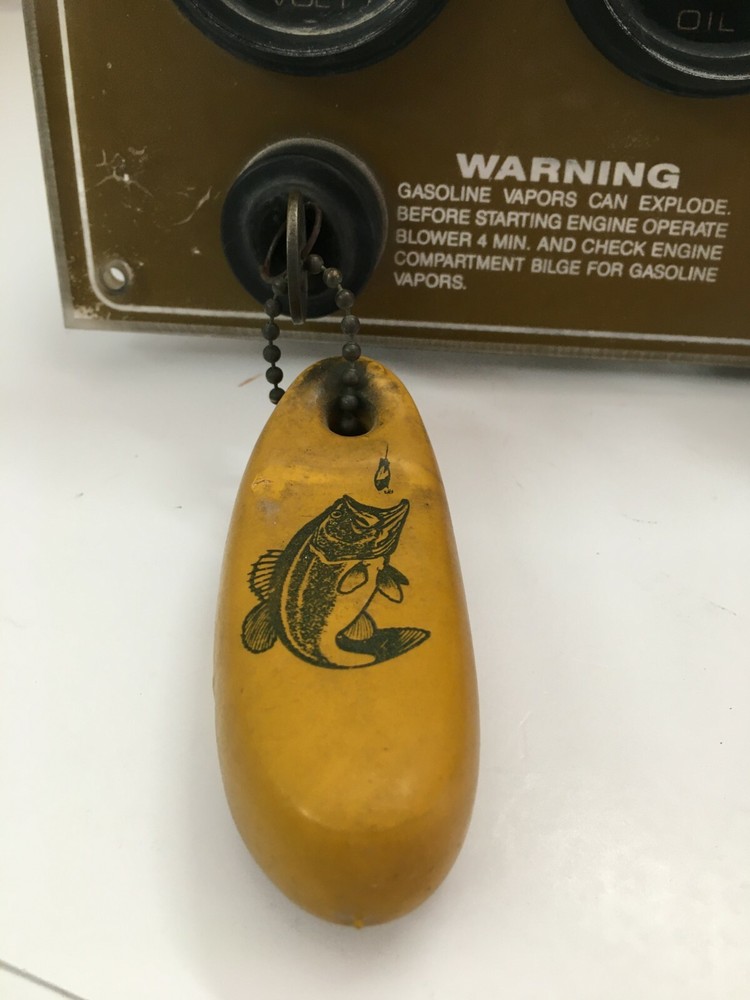 VOLT
OIL
WARNING
GASOLINE VAPORS CAN EXPLODE.
BEFORE STARTING ENGINE OPERATE
BLOWER 4 MIN. AND CHECK ENGINE
COMPARTMENT BILGE FOR GASOLINE
VAPORS.